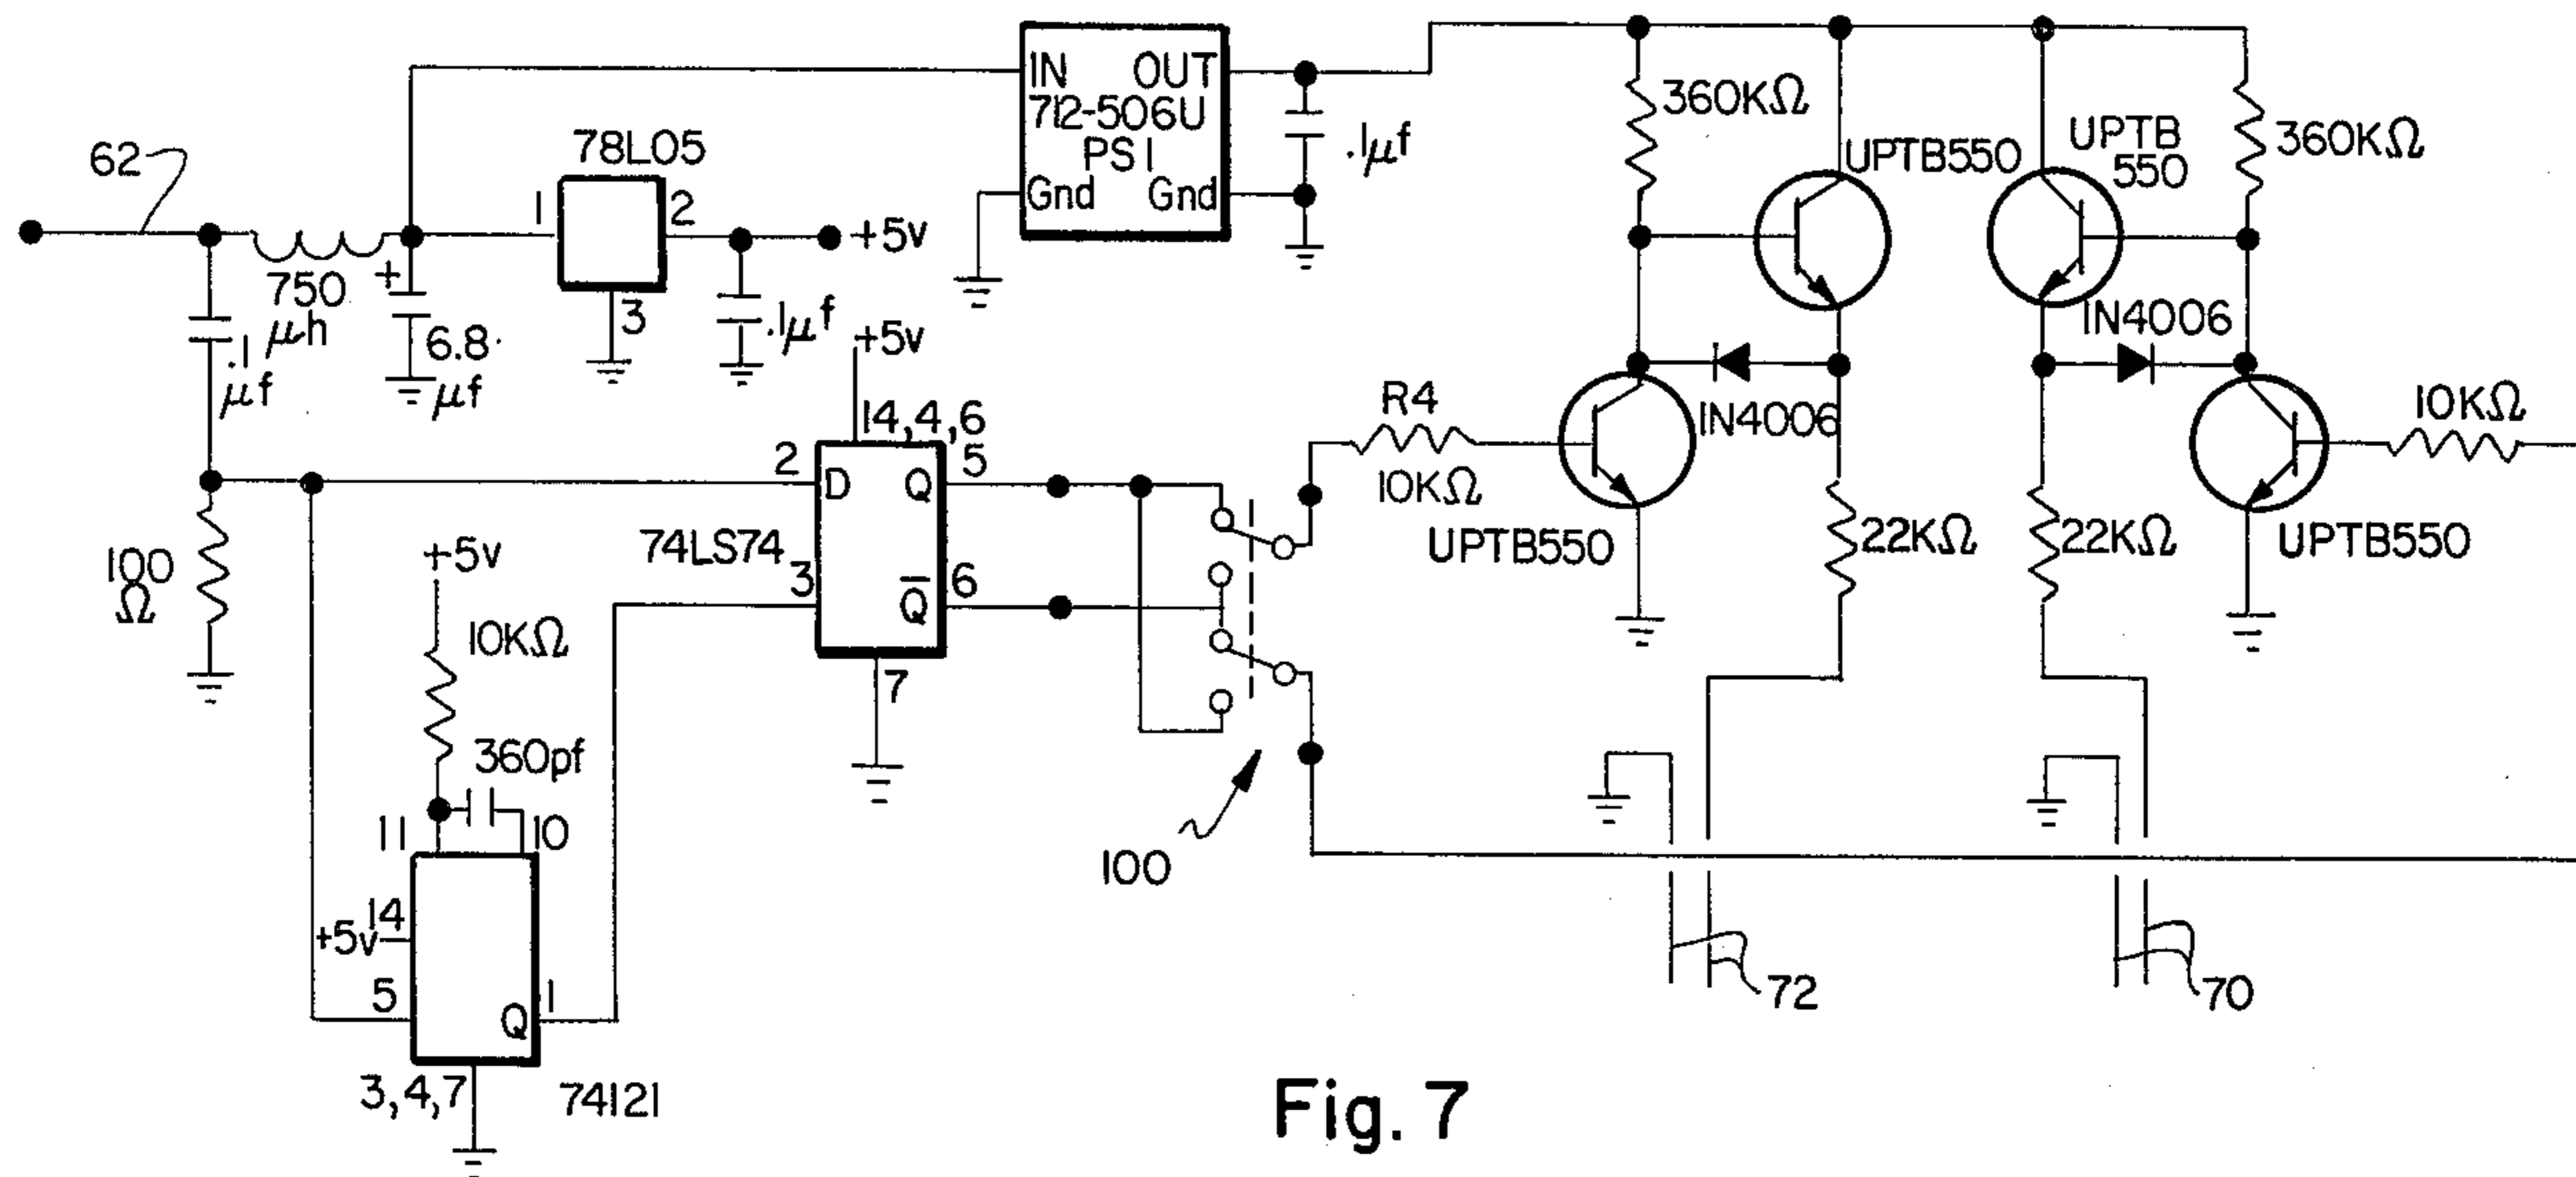 62
750
μh
+
6.8
μf
.1
μf
100
Ω
78L05
1
2
3
+5v
.1μf
IN OUT
712-506U
PS1
Gnd Gnd
.1μf
360KΩ
UPTB550
UPTB
550
360KΩ
IN4006
IN4006
R4
10KΩ
UPTB550
10KΩ
UPTB550
22KΩ
22KΩ
+5v
14,4,6
2
D Q
5
74LS74
3
Q̅
6
7
+5v
10KΩ
360pf
11
10
14
+5v
5
Q
1
3,4,7
74121
100
72
70
Fig. 7